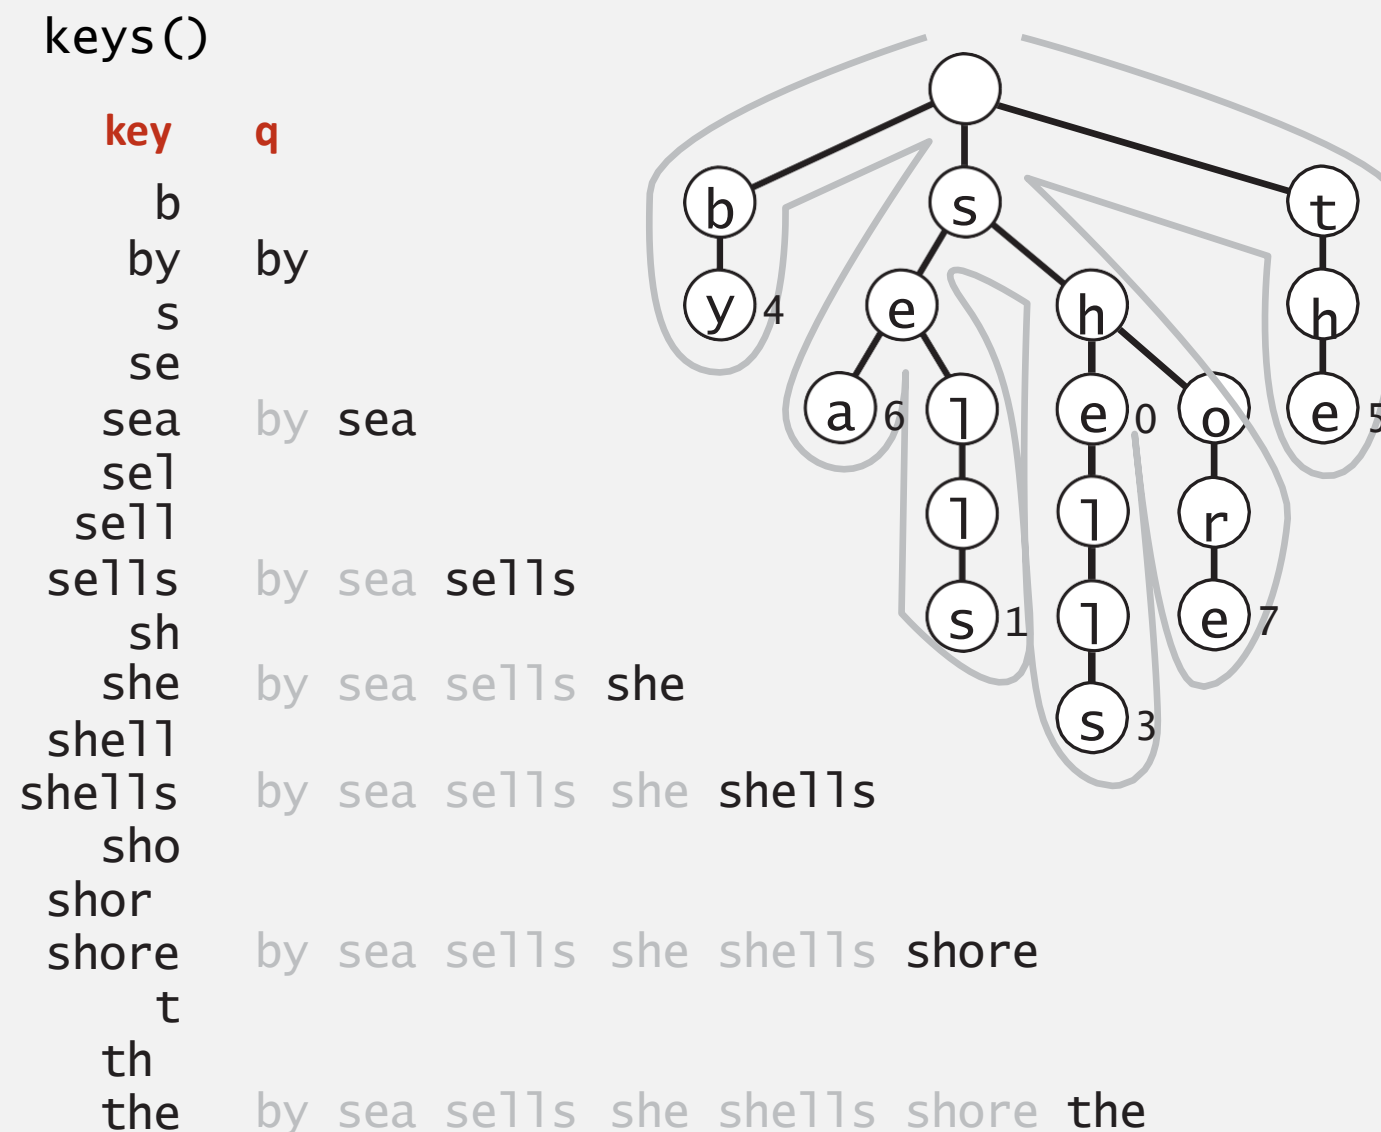 keys()
key q
b
by by
s
se
sea by sea
sel
sell
sells by sea sells
sh
she by sea sells she
shell
shells by sea sells she shells
sho
shor
shore by sea sells she shells shore
t
th
the by sea sells she shells shore the
b s t
y 4 e h h
a 6 l e 0 o e 5
l l r
s 1 l e 7
s 3